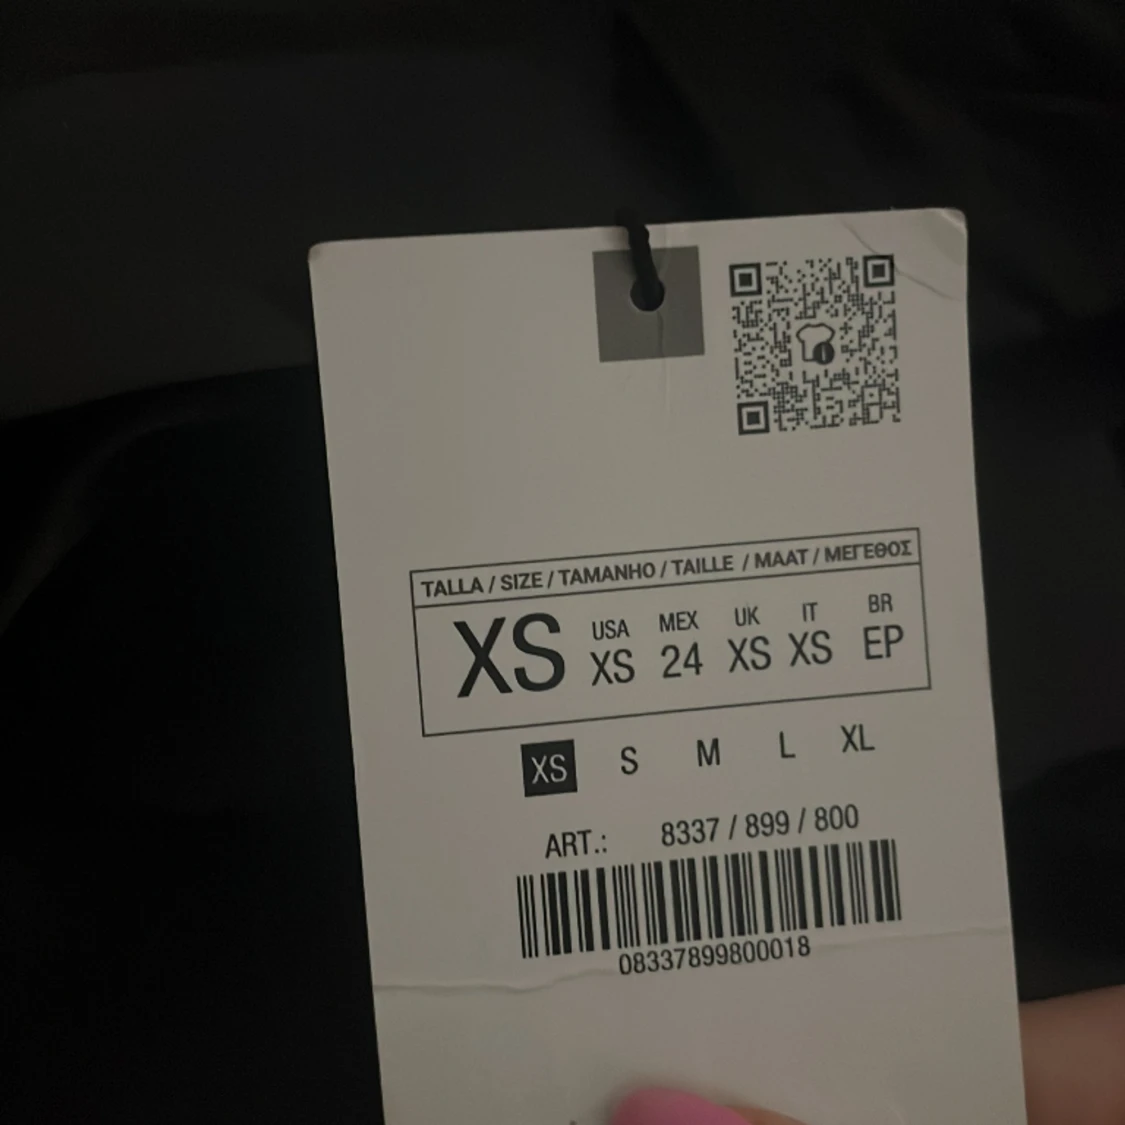 TALLA / SIZE / TAMANHO / TAILLE / MAAT / ΜΕΓΕΘΟΣ
XS USA XS MEX 24 UK XS IT XS BR EP
XS S M L XL
ART.: 8337 / 899 / 800
08337899800018